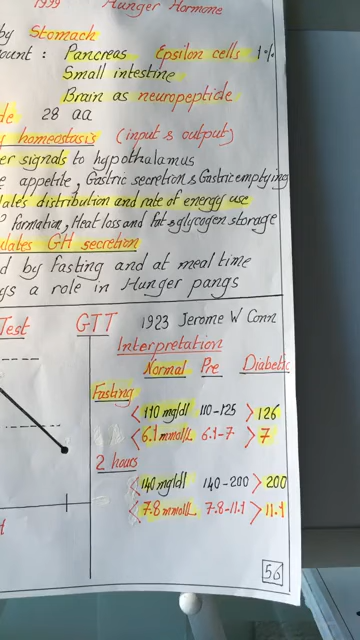 1999 Hunger Hormone
by Stomach
ount : Pancreas Epsilon cells 1%
Small intestine
Brain as neuropeptide
de 28 aa
y homeostasis (input & output)
er signals to hypothalamus
e appetite, Gastric secretion & Gastric emptying
lates distribution and rate of energy use
formation, Heat loss and Fat & glycogen storage
ulates GH secretion
d by Fasting and at meal time
ys a role in Hunger pangs
Test GTT 1923 Jerome W Conn
Interpretation
Normal Pre Diabetic
Fasting
< 110 mg/dl 110-125 > 126
< 6.1 mmol/L 6.1-7 > 7
2 hours
< 140 mg/dl 140-200 > 200
< 7.8 mmol/L 7.8-11.1 > 11.1
56